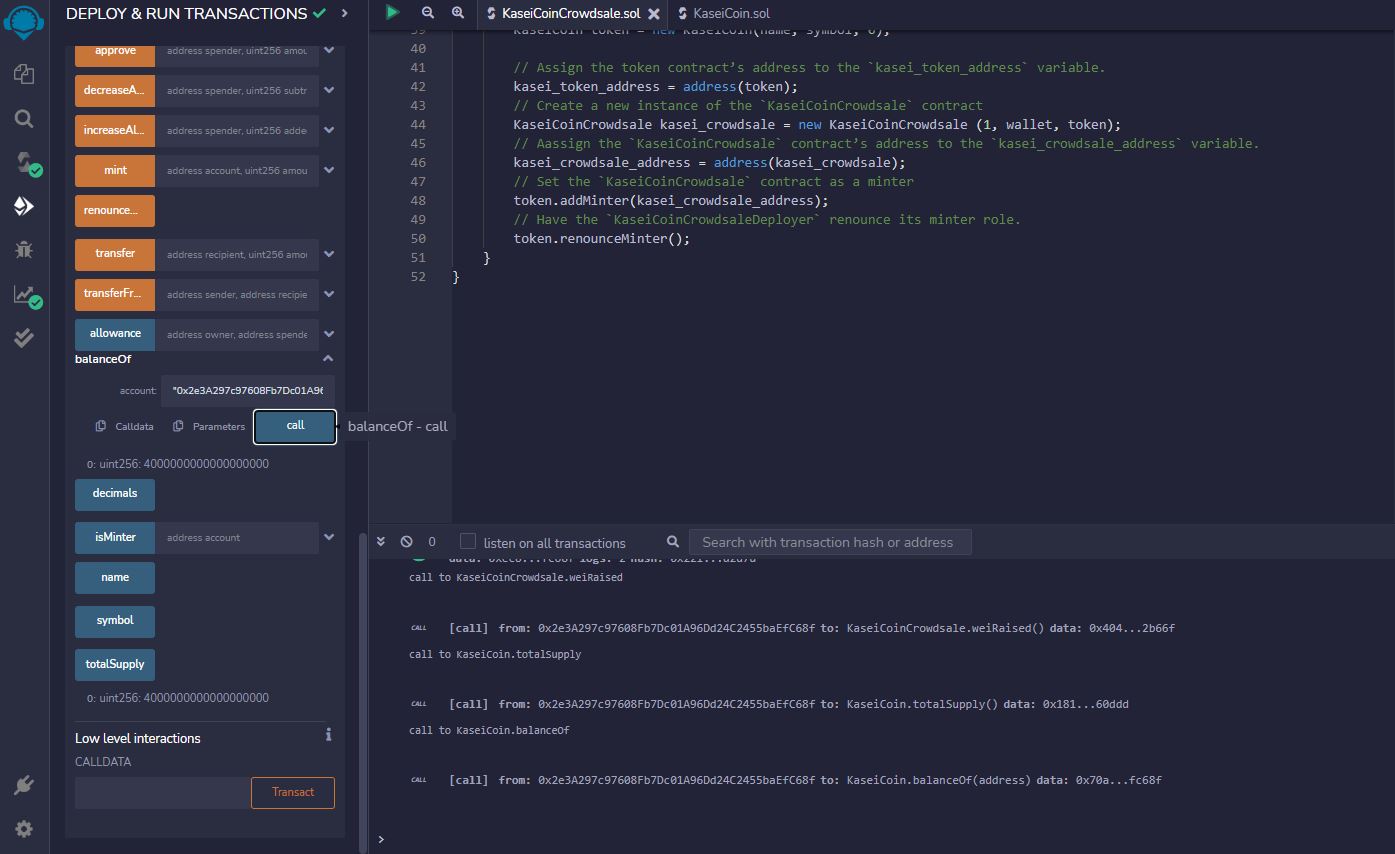 DEPLOY & RUN TRANSACTIONS
approve address spender, uint256 amou
decreaseA... address spender, uint256 subtr
increaseAl... address spender, uint256 adde
mint address account, uint256 amou
renounce...
transfer address recipient, uint256 amou
transferFr... address sender, address recipie
allowance address owner, address spende
balanceOf
account: "0x2e3A297c97608Fb7Dc01A96
Calldata Parameters call balanceOf - call
0: uint256: 4000000000000000000
decimals
isMinter address account
name
symbol
totalSupply
0: uint256: 4000000000000000000
Low level interactions
CALLDATA
Transact
KaseiCoinCrowdsale.sol KaseiCoin.sol
39 KaseiCoin token = new KaseiCoin(name, symbol, 0);
40
41 // Assign the token contract’s address to the `kasei_token_address` variable.
42 kasei_token_address = address(token);
43 // Create a new instance of the `KaseiCoinCrowdsale` contract
44 KaseiCoinCrowdsale kasei_crowdsale = new KaseiCoinCrowdsale (1, wallet, token);
45 // Aassign the `KaseiCoinCrowdsale` contract’s address to the `kasei_crowdsale_address` variable.
46 kasei_crowdsale_address = address(kasei_crowdsale);
47 // Set the `KaseiCoinCrowdsale` contract as a minter
48 token.addMinter(kasei_crowdsale_address);
49 // Have the `KaseiCoinCrowdsaleDeployer` renounce its minter role.
50 token.renounceMinter();
51 }
52 }
0 listen on all transactions Search with transaction hash or address
call to KaseiCoinCrowdsale.weiRaised
CALL [call] from: 0x2e3A297c97608Fb7Dc01A96Dd24C2455baEfC68f to: KaseiCoinCrowdsale.weiRaised() data: 0x404...2b66f
call to KaseiCoin.totalSupply
CALL [call] from: 0x2e3A297c97608Fb7Dc01A96Dd24C2455baEfC68f to: KaseiCoin.totalSupply() data: 0x181...60ddd
call to KaseiCoin.balanceOf
CALL [call] from: 0x2e3A297c97608Fb7Dc01A96Dd24C2455baEfC68f to: KaseiCoin.balanceOf(address) data: 0x70a...fc68f
>